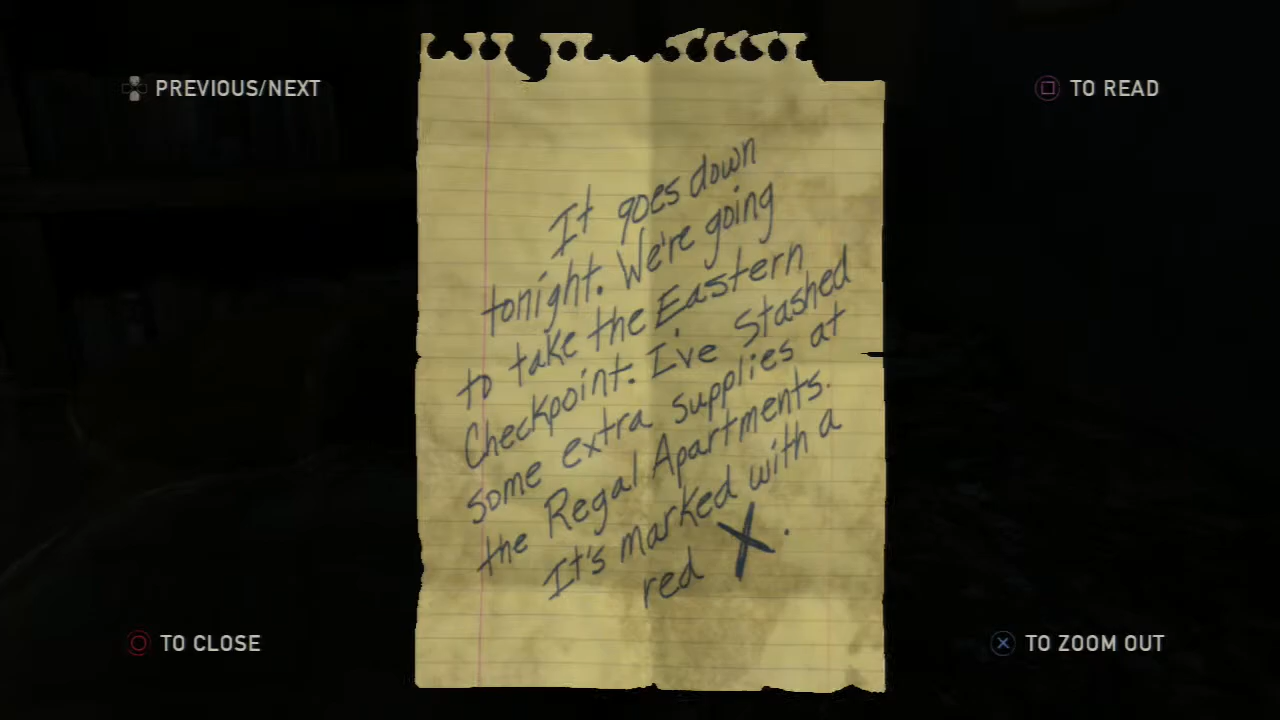 PREVIOUS/NEXT
TO READ
It goes down
tonight. We're going
to take the Eastern
Checkpoint. I've Stashed
some extra supplies at
the Regal Apartments.
It's marked with a
red X.
TO CLOSE
TO ZOOM OUT